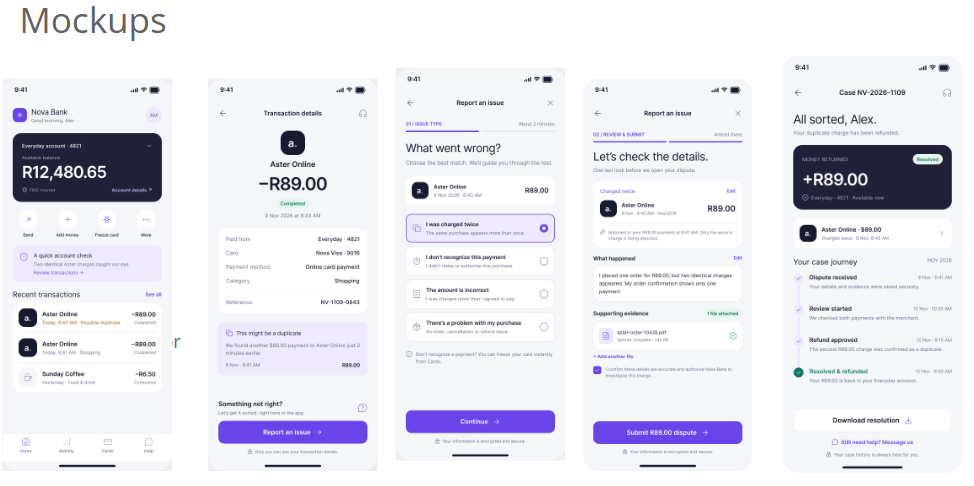 Mockups
9:41
Nova Bank
Good morning, Alex
AM
Everyday account · 4821
Available balance
R12,480.65
FDIC insured
Account details
Send
Add money
Freeze card
More
A quick account check
Two identical Aster charges caught our eye.
Review transactions →
Recent transactions
See all
Aster Online
−R89.00
Today, 8:43 AM · Possible duplicate
Completed
Aster Online
−R89.00
Today, 8:41 AM · Shopping
Completed
Sunday Coffee
−R6.50
Yesterday · Food & drink
Completed
Home
Activity
Cards
Help
or
9:41
Transaction details
a.
Aster Online
−R89.00
Completed
9 Nov 2026 at 8:43 AM
Paid from
Everyday · 4821
Card
Nova Visa · 9016
Payment method
Online card payment
Category
Shopping
Reference
NV-1109-0843
This might be a duplicate
We found another $89.00 payment to Aster Online just 2
minutes earlier.
9 Nov · 8:41 AM
R89.00
Something not right?
Let's get it sorted, right here in the app.
Report an issue →
Only you can see your transaction details.
9:41
Report an issue
01 / ISSUE TYPE
About 2 minutes
What went wrong?
Choose the best match. We'll guide you through the rest.
a.
Aster Online
9 Nov 2026 · 8:43 AM
R89.00
I was charged twice
The same purchase appears more than once.
I don't recognize this payment
I didn't make or authorise this purchase.
The amount is incorrect
I was charged more than I agreed to pay.
There's a problem with my purchase
An order, cancellation or refund issue.
Don't recognize a payment? You can freeze your card instantly
from Cards.
Continue →
Your information is encrypted and secure.
9:41
Report an issue
02 / REVIEW & SUBMIT
Almost there
Let's check the details.
One last look before we open your dispute.
Charged twice
Edit
a.
Aster Online
9 Nov · 8:43 AM · Visa 9016
R89.00
Matched to your R89.00 payment at 8:41 AM. Only the second
charge is being disputed.
What happened
Edit
I placed one order for R89.00, but two identical charges
appeared. My order confirmation shows only one
payment.
Supporting evidence
1 file attached
aster-order-10428.pdf
Upload complete ·
+ Add another file
I confirm these details are accurate and authorize Nova Bank to
investigate this charge.
Submit R89.00 dispute →
Your information is encrypted and secure.
9:41
Case NV-2026-1109
All sorted, Alex.
Your duplicate charge has been refunded.
MONEY RETURNED
Resolved
+R89.00
Everyday · 4821 · Available now
a.
Aster Online · $89.00
Charged twice · 9 Nov, 8:43 AM
Your case journey
NOV 2026
Dispute received
Your details and evidence were saved securely.
Review started
10 Nov · 10:20 AM
We checked both payments with the merchant.
Refund approved
The second R89.00 charge was confirmed as a duplicate.
Resolved & refunded
Your R89.00 is back in your Everyday account.
Download resolution
Still need help? Message us
Your case history is always here for you.